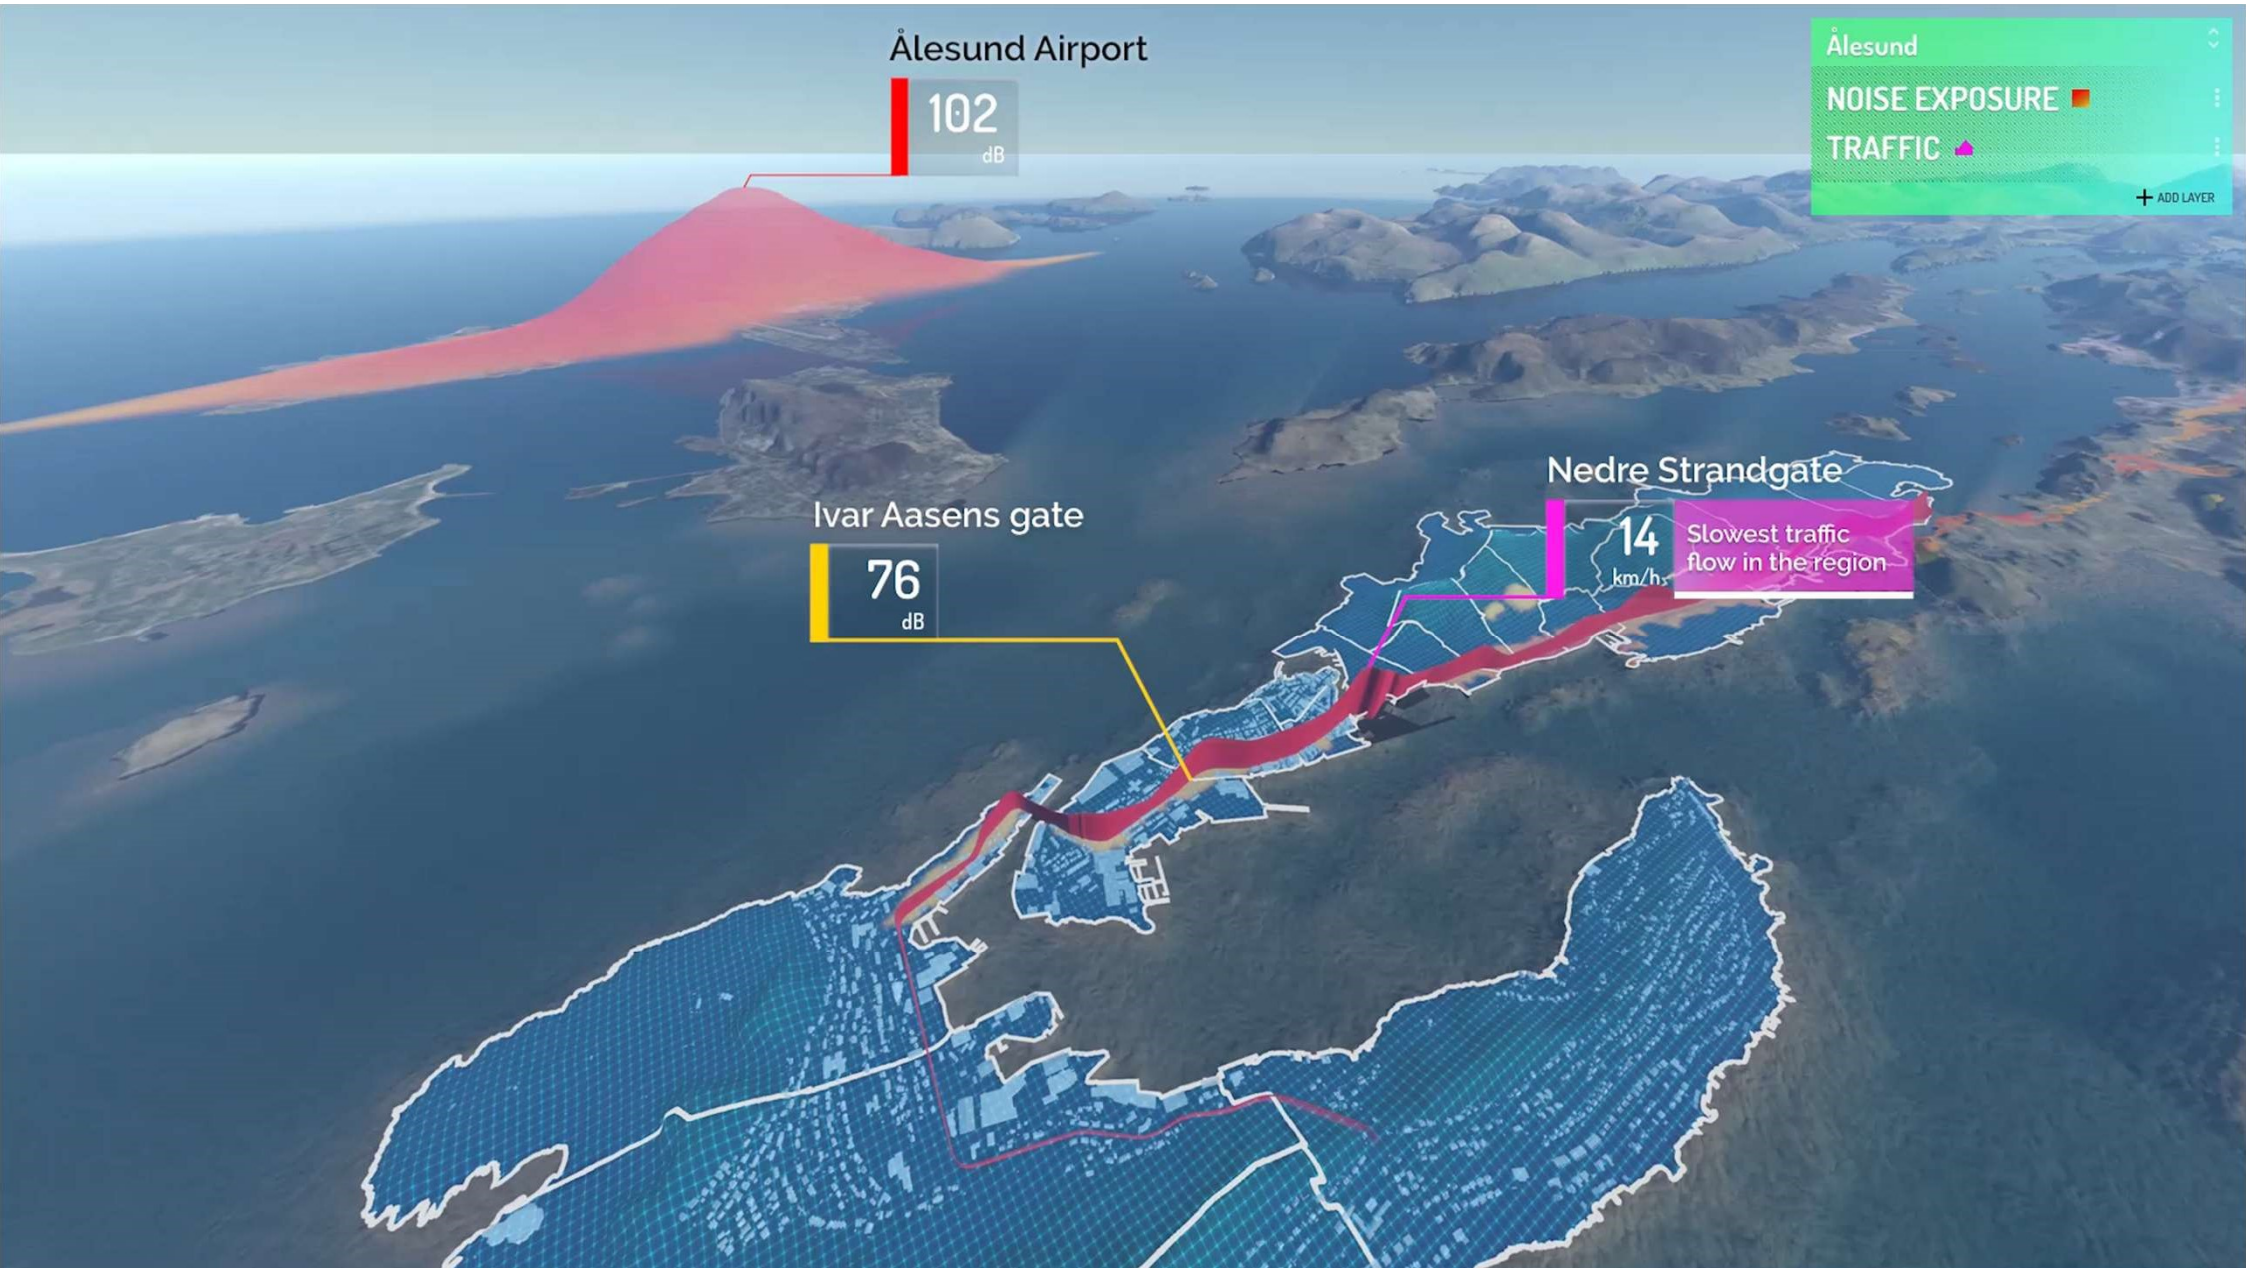 Ålesund Airport
102
dB
Ålesund
NOISE EXPOSURE
TRAFFIC
+ ADD LAYER
Nedre Strandgate
14
km/h
Slowest traffic
flow in the region
Ivar Aasens gate
76
dB